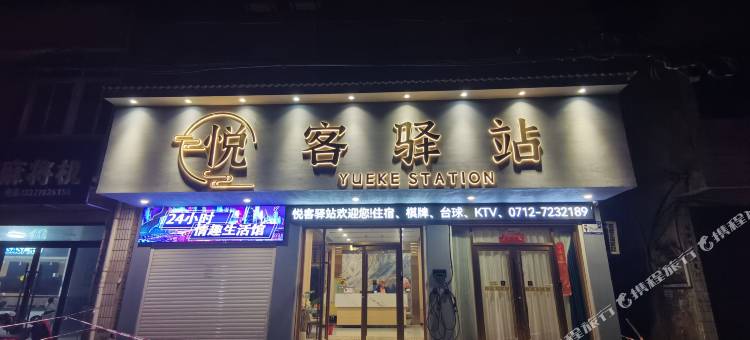 悦客驿站
YUEKE STATION
悦客驿站欢迎您!住宿、棋牌、台球、KTV、0712-7232189
24小时
情趣生活馆
麻将机
携程旅行
携程旅行